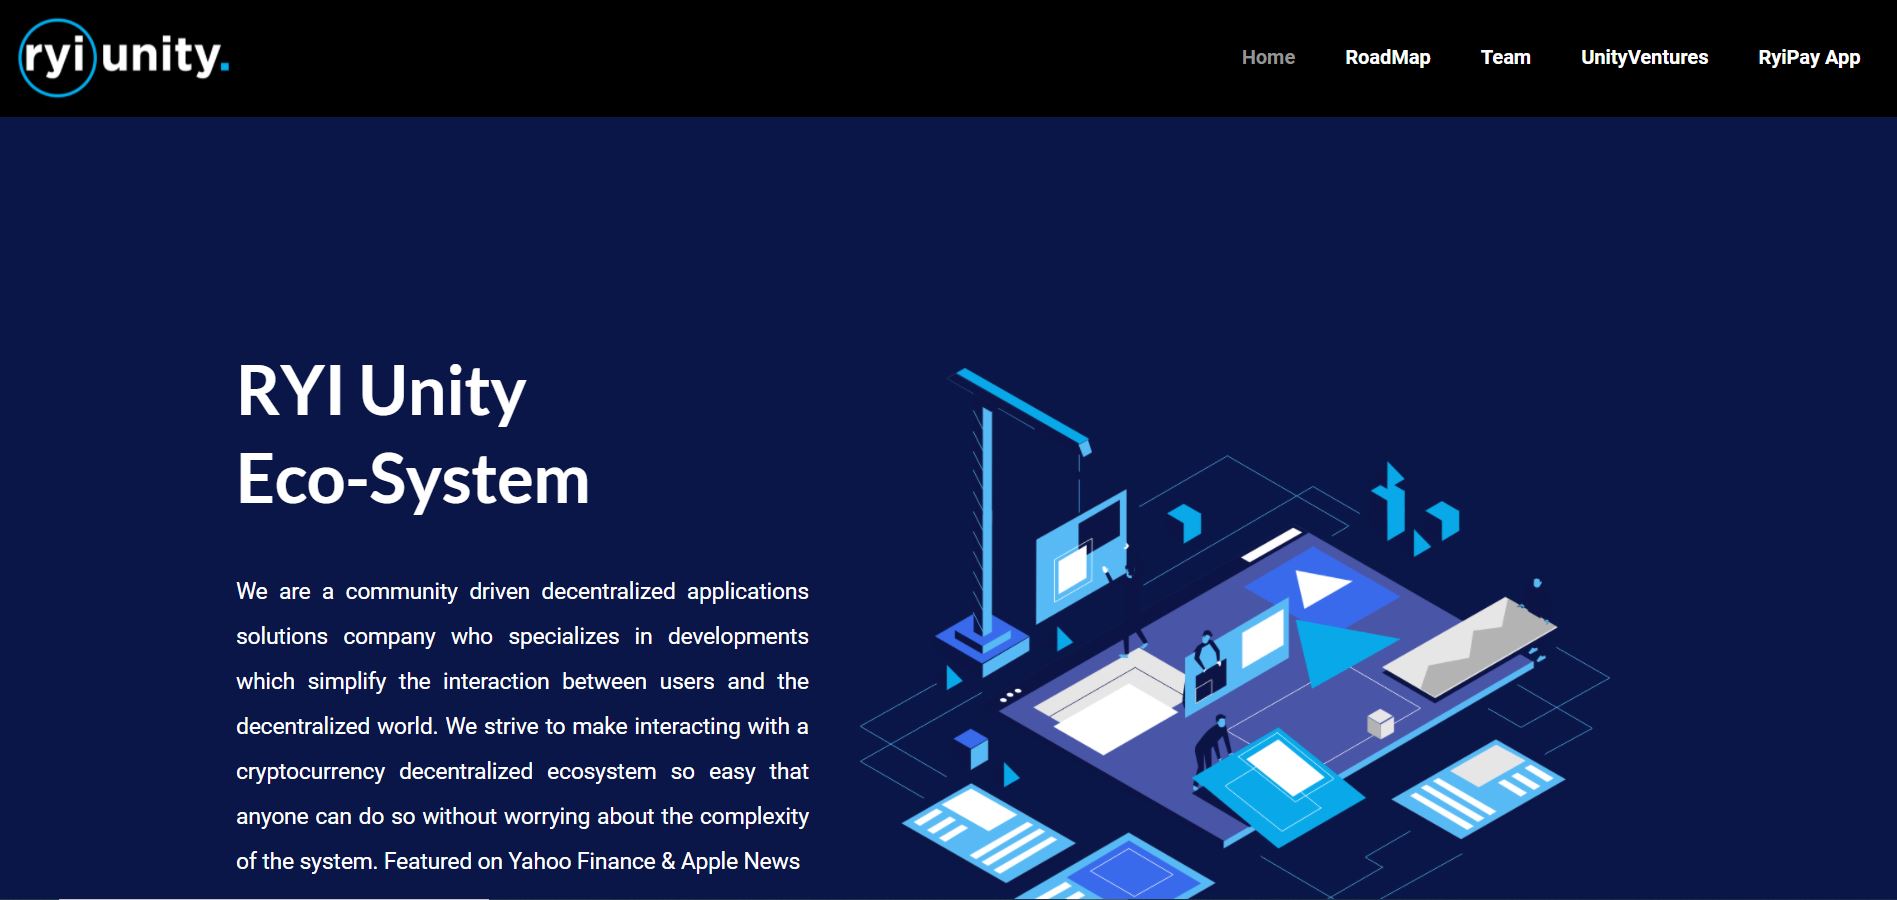 ryi unity.
Home RoadMap Team UnityVentures RyiPay App
RYI Unity
Eco-System
We are a community driven decentralized applications
solutions company who specializes in developments
which simplify the interaction between users and the
decentralized world. We strive to make interacting with a
cryptocurrency decentralized ecosystem so easy that
anyone can do so without worrying about the complexity
of the system. Featured on Yahoo Finance & Apple News